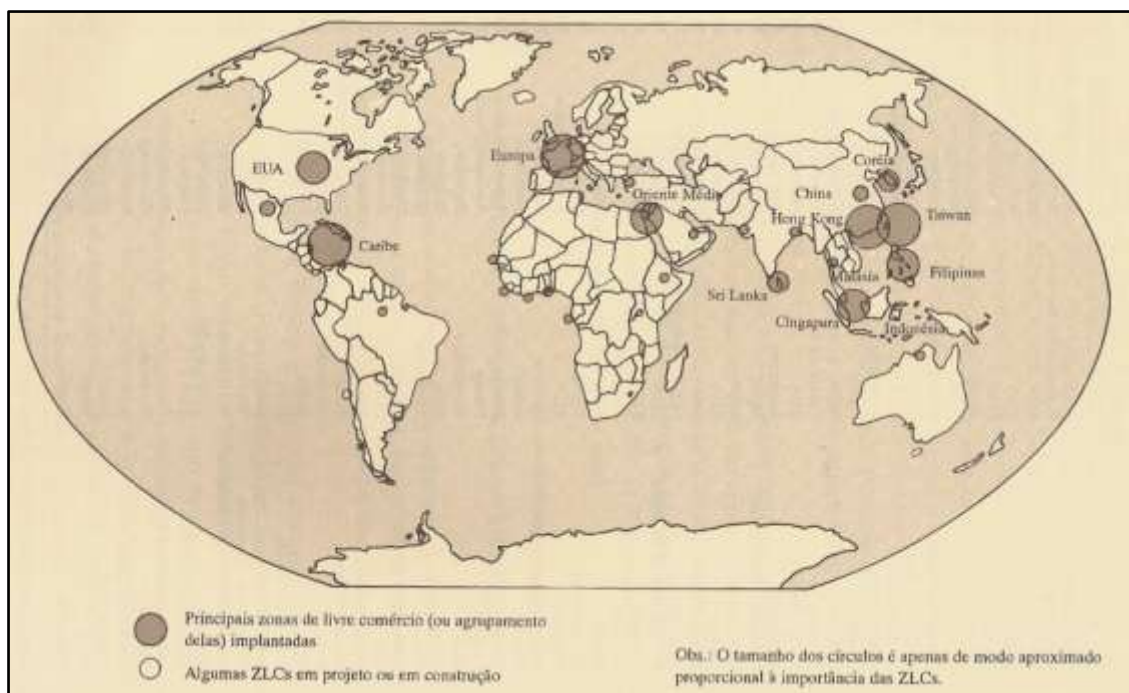 Europa
EUA
Coréia
China
Oriente Médio
Hong Kong
Taiwan
Caribe
Malásia
Filipinas
Sri Lanka
Cingapura
Indonésia
Principais zonas de livre comércio (ou agrupamento
delas) implantadas
Algumas ZLCs em projeto ou em construção
Obs.: O tamanho dos círculos é apenas de modo aproximado
proporcional à importância das ZLCs.